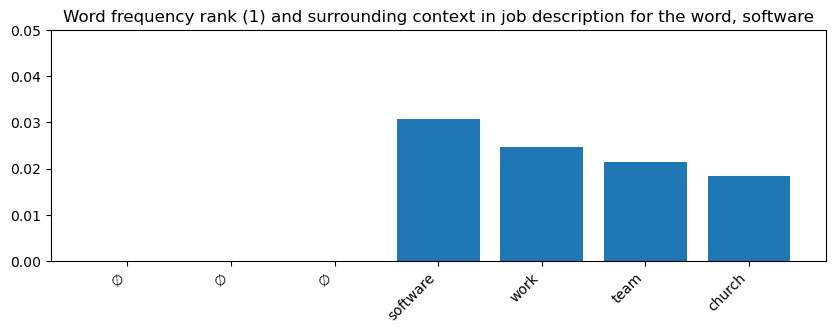 Word frequency rank (1) and surrounding context in job description for the word, software
0.05
0.04
0.03
0.02
0.01
0.00
∅
∅
∅
software
work
team
church